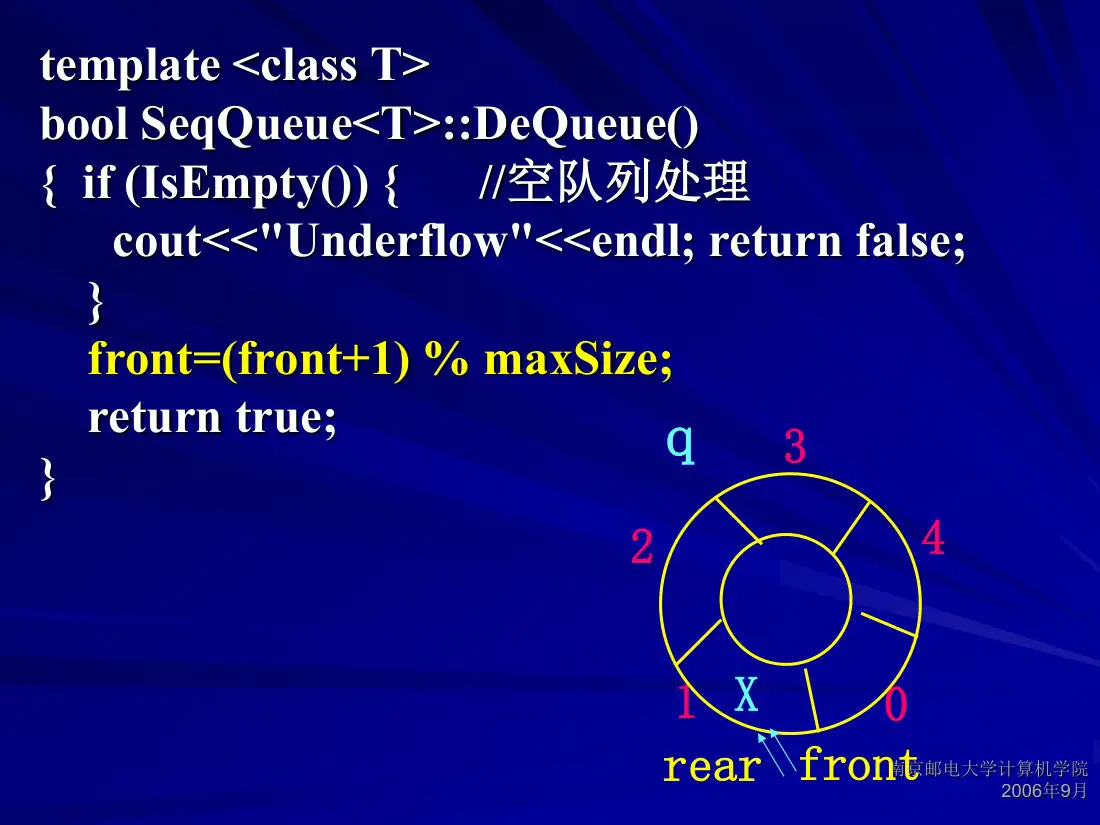 template <class T>
bool SeqQueue<T>::DeQueue()
{ if (IsEmpty()) { //空队列处理
cout<<"Underflow"<<endl; return false;
}
front=(front+1) % maxSize;
return true;
}
q
3
2
4
1
X
0
rear
front
南京邮电大学计算机学院
2006年9月